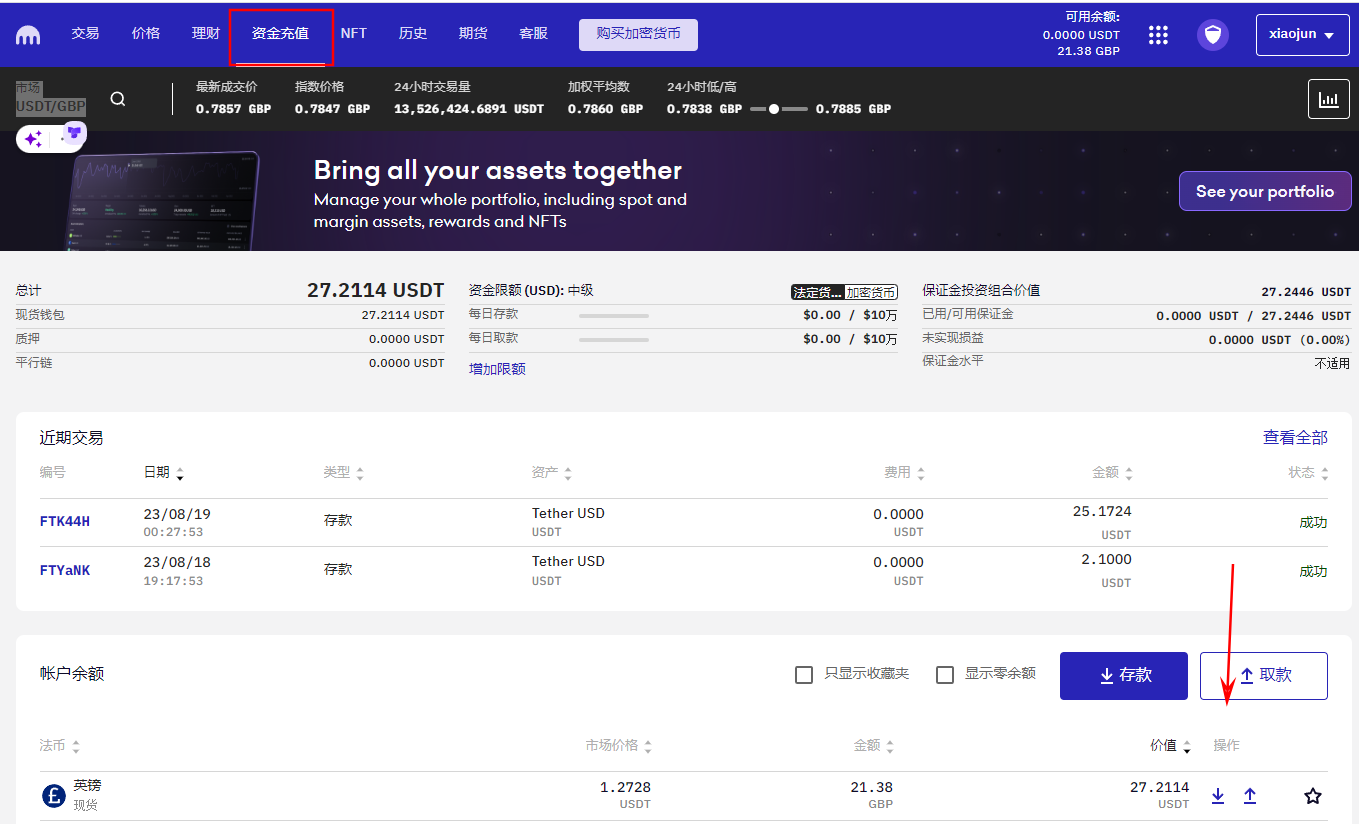 交易 价格 理财 资金充值 NFT 历史 期货 客服 购买加密货币
可用余额:
0.0000 USDT
21.38 GBP
xiaojun
市场
USDT/GBP
最新成交价 指数价格 24小时交易量 加权平均数 24小时低/高
0.7857 GBP 0.7847 GBP 13,526,424.6891 USDT 0.7860 GBP 0.7838 GBP 0.7885 GBP
Bring all your assets together
Manage your whole portfolio, including spot and
margin assets, rewards and NFTs
See your portfolio
总计 27.2114 USDT
现货钱包 27.2114 USDT
质押 0.0000 USDT
平行链 0.0000 USDT
资金限额 (USD): 中级 法定货... 加密货币
每日存款 $0.00 / $10万
每日取款 $0.00 / $10万
增加限额
保证金投资组合价值 27.2446 USDT
已用/可用保证金 0.0000 USDT / 27.2446 USDT
未实现损益 0.0000 USDT (0.00%)
保证金水平 不适用
近期交易 查看全部
编号 日期 类型 资产 费用 金额 状态
FTK44H 23/08/19 存款 Tether USD 0.0000 25.1724 成功
00:27:53 USDT USDT USDT
FTYaNK 23/08/18 存款 Tether USD 0.0000 2.1000 成功
19:17:53 USDT USDT USDT
帐户余额 只显示收藏夹 显示零余额 存款 取款
法币 市场价格 金额 价值 操作
英镑 1.2728 21.38 27.2114
现货 USDT GBP USDT